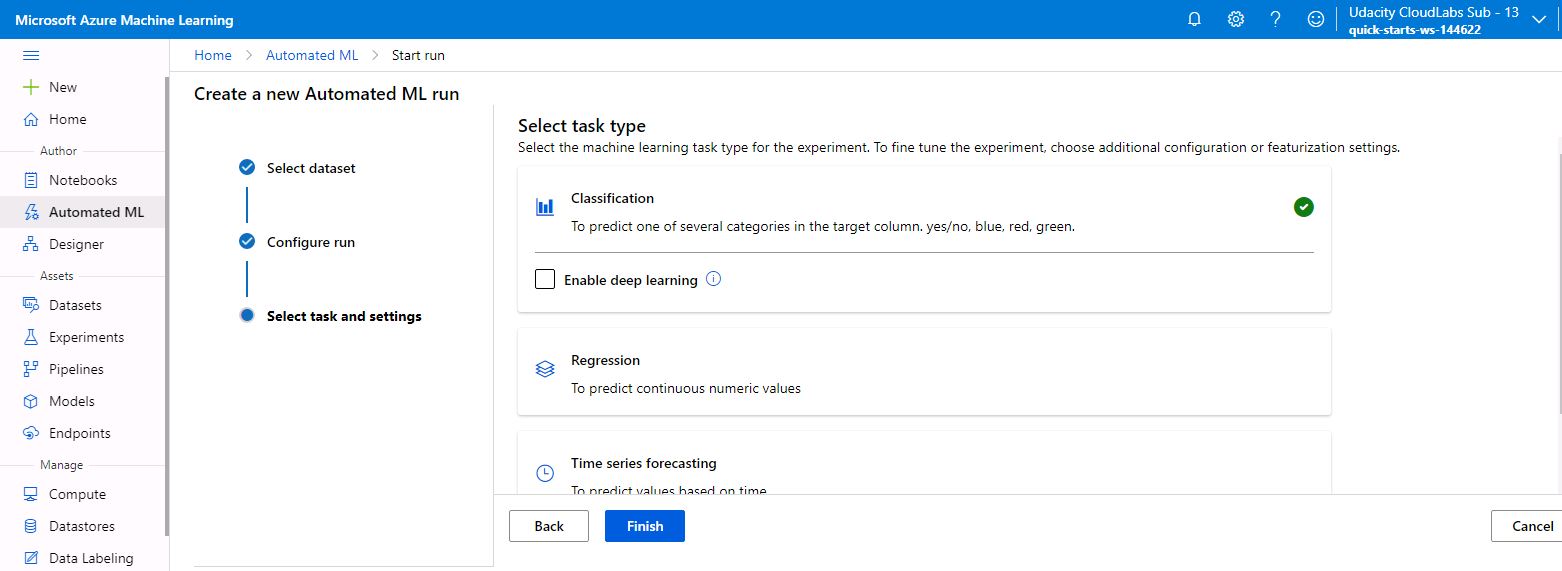 Microsoft Azure Machine Learning
Udacity CloudLabs Sub - 13
quick-starts-ws-144622
New
Home
Author
Notebooks
Automated ML
Designer
Assets
Datasets
Experiments
Pipelines
Models
Endpoints
Manage
Compute
Datastores
Data Labeling
Home > Automated ML > Start run
Create a new Automated ML run
Select dataset
Configure run
Select task and settings
Select task type
Select the machine learning task type for the experiment. To fine tune the experiment, choose additional configuration or featurization settings.
Classification
To predict one of several categories in the target column. yes/no, blue, red, green.
Enable deep learning
Regression
To predict continuous numeric values
Time series forecasting
To predict values based on time
Back
Finish
Cancel